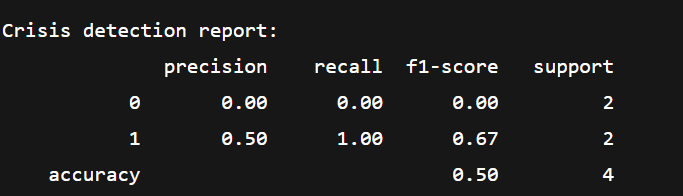 Crisis detection report:
precision recall f1-score support
0 0.00 0.00 0.00 2
1 0.50 1.00 0.67 2
accuracy 0.50 4